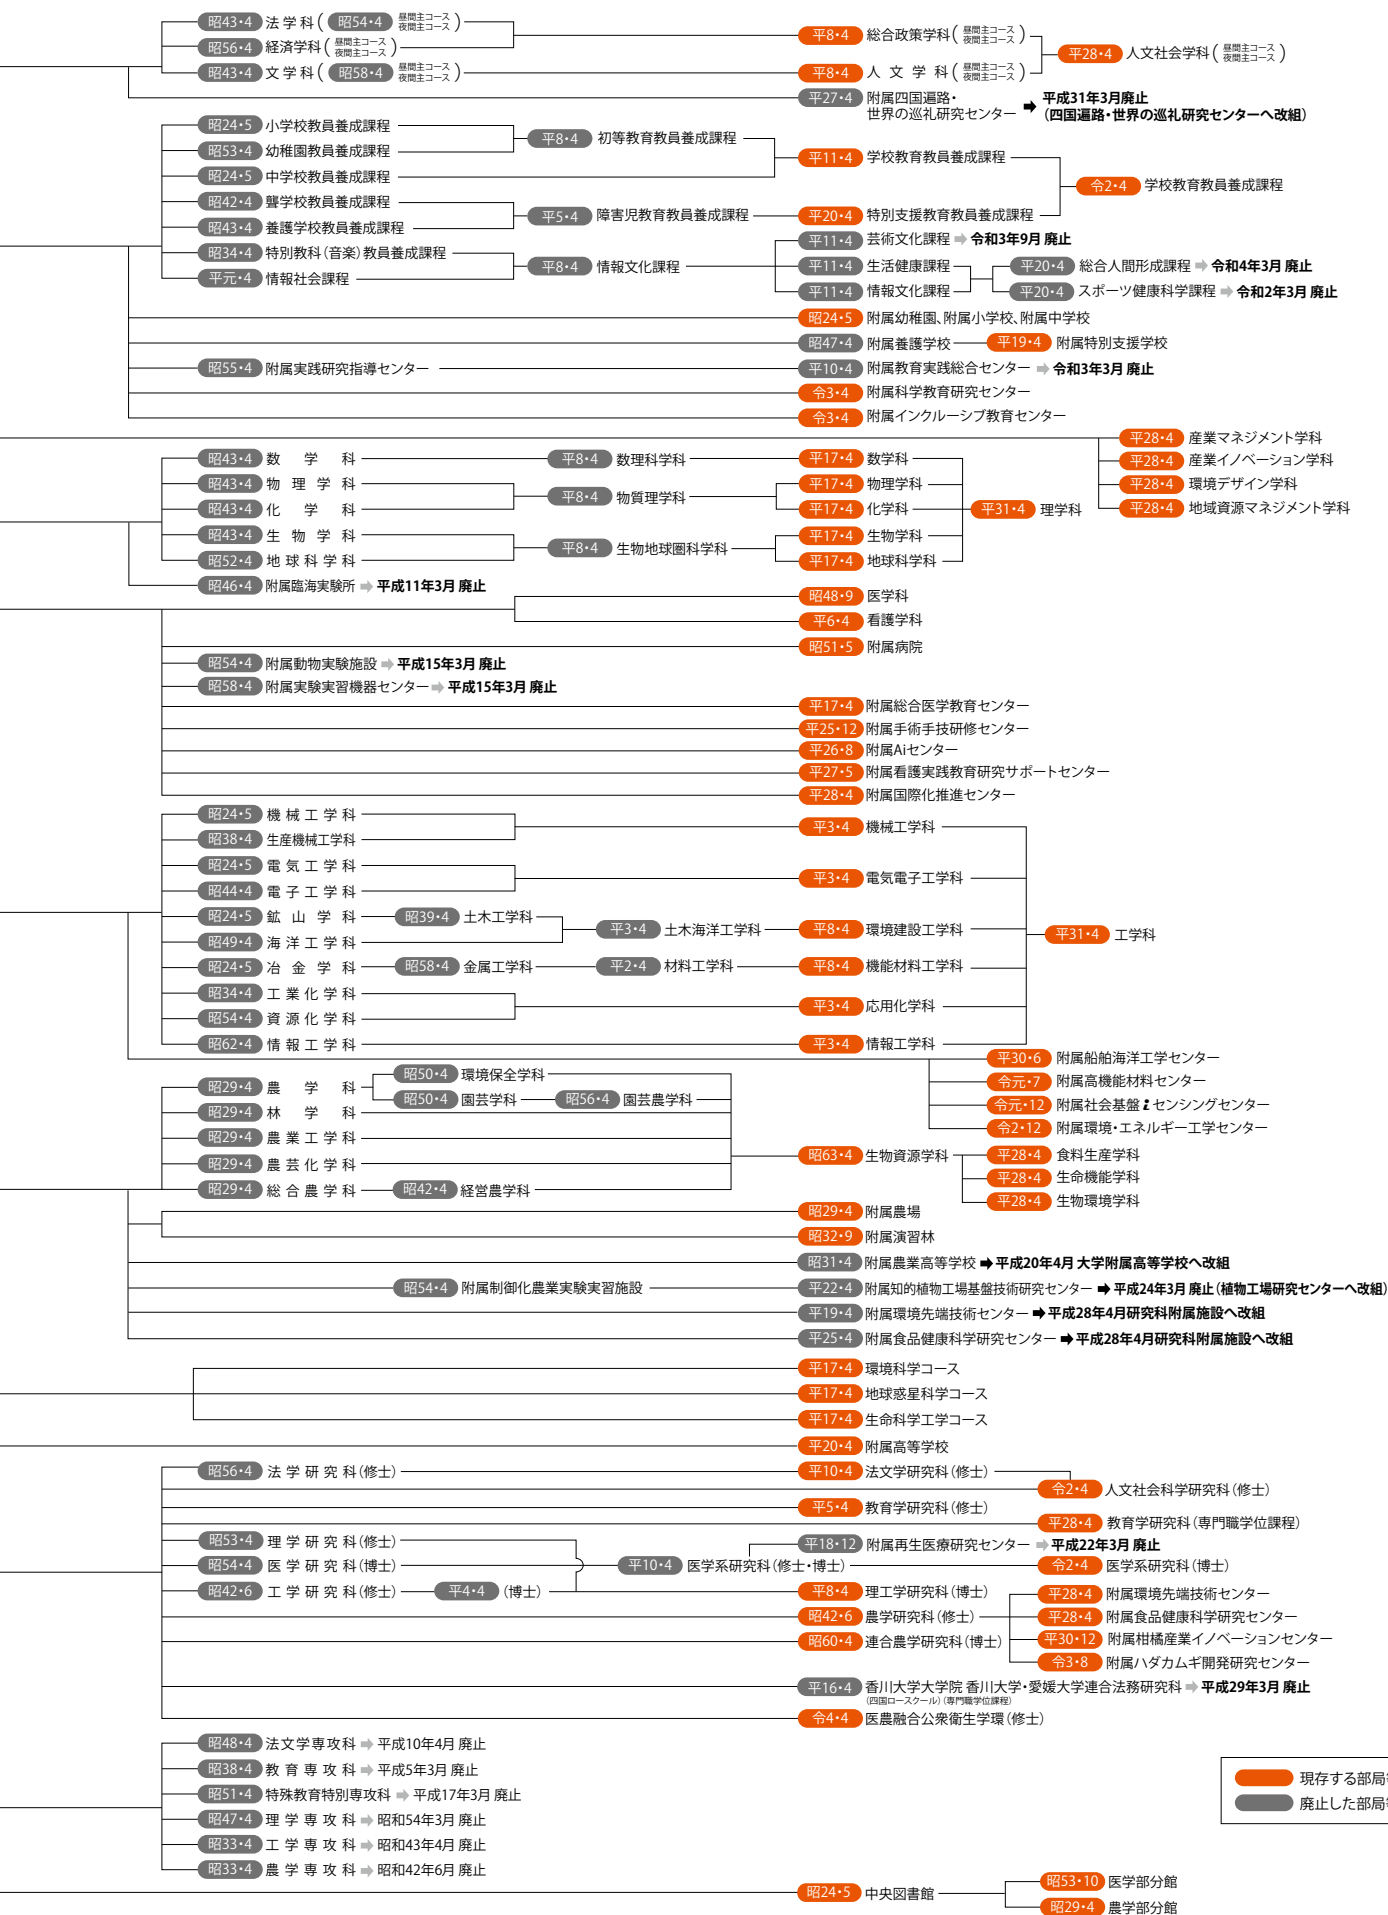 昭43・4 法学科( 昭54・4 昼間主コース 夜間主コース )
昭56・4 経済学科( 昼間主コース 夜間主コース )
平8・4 総合政策学科( 昼間主コース 夜間主コース )
平28・4 人文社会学科( 昼間主コース 夜間主コース )
昭43・4 文学科( 昭58・4 昼間主コース 夜間主コース )
平8・4 人文学科( 昼間主コース 夜間主コース )
平27・4 附属四国遍路・
世界の巡礼研究センター ➡ 平成31年3月廃止
(四国遍路・世界の巡礼研究センターへ改組)
昭24・5 小学校教員養成課程
昭53・4 幼稚園教員養成課程
平8・4 初等教育教員養成課程
昭24・5 中学校教員養成課程
平11・4 学校教育教員養成課程
令2・4 学校教育教員養成課程
昭42・4 聾学校教員養成課程
昭43・4 養護学校教員養成課程
平5・4 障害児教育教員養成課程
平20・4 特別支援教育教員養成課程
昭34・4 特別教科(音楽)教員養成課程
平元・4 情報社会課程
平8・4 情報文化課程
平11・4 芸術文化課程 ➡ 令和3年9月 廃止
平11・4 生活健康課程
平11・4 情報文化課程
平20・4 総合人間形成課程 ➡ 令和4年3月 廃止
平20・4 スポーツ健康科学課程 ➡ 令和2年3月 廃止
昭24・5 附属幼稚園、附属小学校、附属中学校
昭47・4 附属養護学校 平19・4 附属特別支援学校
昭55・4 附属実践研究指導センター 平10・4 附属教育実践総合センター ➡ 令和3年3月 廃止
令3・4 附属科学教育研究センター
令3・4 附属インクルーシブ教育センター
平28・4 産業マネジメント学科
平28・4 産業イノベーション学科
平28・4 環境デザイン学科
平28・4 地域資源マネジメント学科
昭43・4 数学科 平8・4 数理科学科 平17・4 数学科
昭43・4 物理学科
昭43・4 化学科
平8・4 物質理学科
平17・4 物理学科
平17・4 化学科
平31・4 理学科
昭43・4 生物学科
昭52・4 地球科学科
平8・4 生物地球圏科学科
平17・4 生物学科
平17・4 地球科学科
昭46・4 附属臨海実験所 ➡ 平成11年3月 廃止
昭48・9 医学科
平6・4 看護学科
昭51・5 附属病院
昭54・4 附属動物実験施設 ➡ 平成15年3月 廃止
昭58・4 附属実験実習機器センター ➡ 平成15年3月 廃止
平17・4 附属総合医学教育センター
平25・12 附属手術手技研修センター
平26・8 附属Aiセンター
平27・5 附属看護実践教育研究サポートセンター
平28・4 附属国際化推進センター
昭24・5 機械工学科
昭38・4 生産機械工学科
平3・4 機械工学科
昭24・5 電気工学科
昭44・4 電子工学科
平3・4 電気電子工学科
昭24・5 鉱山学科 昭39・4 土木工学科
昭49・4 海洋工学科
平3・4 土木海洋工学科 平8・4 環境建設工学科
平31・4 工学科
昭24・5 冶金学科 昭58・4 金属工学科 平2・4 材料工学科 平8・4 機能材料工学科
昭34・4 工業化学科
昭54・4 資源化学科
平3・4 応用化学科
昭62・4 情報工学科 平3・4 情報工学科
平30・6 附属船舶海洋工学センター
令元・7 附属高機能材料センター
令元・12 附属社会基盤iセンシングセンター
令2・12 附属環境・エネルギー工学センター
昭29・4 農学科
昭50・4 環境保全学科
昭50・4 園芸学科 昭56・4 園芸農学科
昭29・4 林学科
昭29・4 農業工学科
昭29・4 農芸化学科
昭29・4 総合農学科 昭42・4 経営農学科
昭63・4 生物資源学科
平28・4 食料生産学科
平28・4 生命機能学科
平28・4 生物環境学科
昭29・4 附属農場
昭32・9 附属演習林
昭31・4 附属農業高等学校 ➡ 平成20年4月 大学附属高等学校へ改組
昭54・4 附属制御化農業実験実習施設 平22・4 附属知的植物工場基盤技術研究センター ➡ 平成24年3月 廃止(植物工場研究センターへ改組)
平19・4 附属環境先端技術センター ➡ 平成28年4月研究科附属施設へ改組
平25・4 附属食品健康科学研究センター ➡ 平成28年4月研究科附属施設へ改組
平17・4 環境科学コース
平17・4 地球惑星科学コース
平17・4 生命科学工学コース
平20・4 附属高等学校
昭56・4 法学研究科(修士) 平10・4 法文学研究科(修士)
令2・4 人文社会科学研究科(修士)
平5・4 教育学研究科(修士)
平28・4 教育学研究科(専門職学位課程)
昭53・4 理学研究科(修士)
平18・12 附属再生医療研究センター ➡ 平成22年3月 廃止
昭54・4 医学研究科(博士) 平10・4 医学系研究科(修士・博士) 令2・4 医学系研究科(博士)
昭42・6 工学研究科(修士) 平4・4 (博士) 平8・4 理工学研究科(博士)
昭42・6 農学研究科(修士)
昭60・4 連合農学研究科(博士)
平28・4 附属環境先端技術センター
平28・4 附属食品健康科学研究センター
平30・12 附属柑橘産業イノベーションセンター
令3・8 附属ハダカムギ開発研究センター
平16・4 香川大学大学院 香川大学・愛媛大学連合法務研究科 ➡ 平成29年3月 廃止
(四国ロースクール)(専門職学位課程)
令4・4 医農融合公衆衛生学環(修士)
昭48・4 法文学専攻科 ➡ 平成10年4月 廃止
昭38・4 教育専攻科 ➡ 平成5年3月 廃止
昭51・4 特殊教育特別専攻科 ➡ 平成17年3月 廃止
昭47・4 理学専攻科 ➡ 昭和54年3月 廃止
昭33・4 工学専攻科 ➡ 昭和43年4月 廃止
昭33・4 農学専攻科 ➡ 昭和42年6月 廃止
現存する部局
廃止した部局
昭24・5 中央図書館
昭53・10 医学部分館
昭29・4 農学部分館